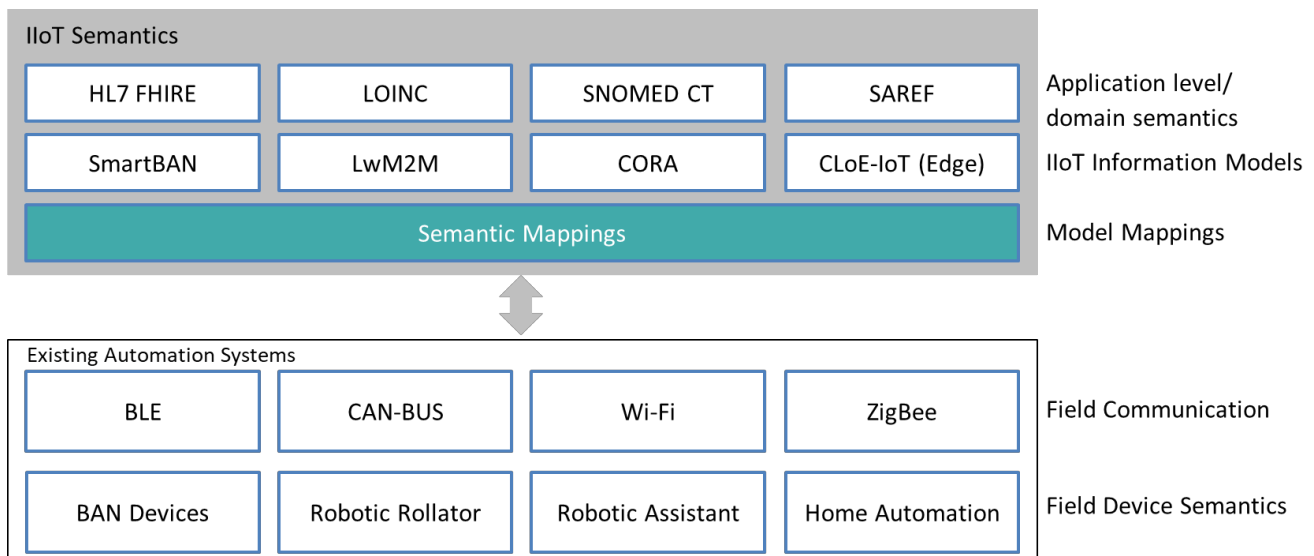 IIoT Semantics
HL7 FHIRE
LOINC
SNOMED CT
SAREF
Application level/
domain semantics
SmartBAN
LwM2M
CORA
CLoE-IoT (Edge)
IIoT Information Models
Semantic Mappings
Model Mappings
Existing Automation Systems
BLE
CAN-BUS
Wi-Fi
ZigBee
Field Communication
BAN Devices
Robotic Rollator
Robotic Assistant
Home Automation
Field Device Semantics